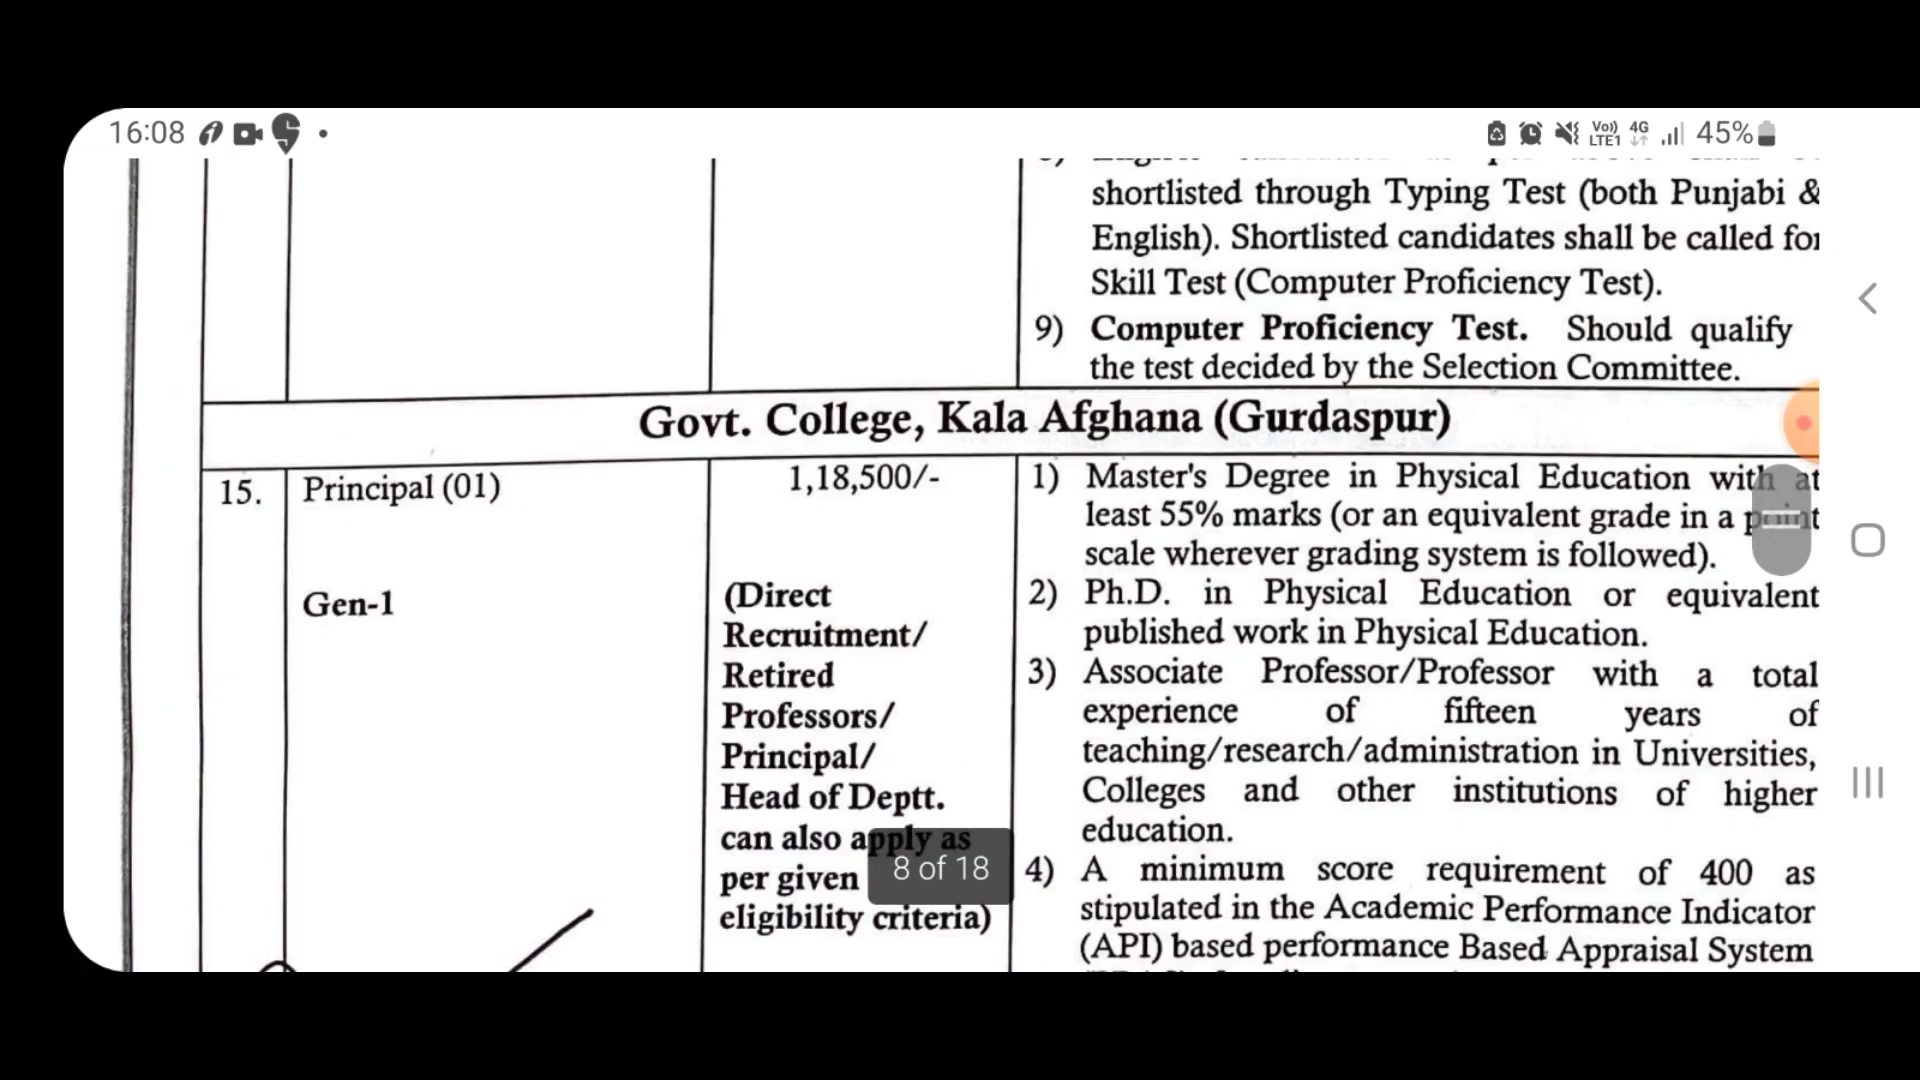 16:08
Vo)) LTE1 4G 45%
shortlisted through Typing Test (both Punjabi &
English). Shortlisted candidates shall be called for
Skill Test (Computer Proficiency Test).
9) Computer Proficiency Test. Should qualify
the test decided by the Selection Committee.
Govt. College, Kala Afghana (Gurdaspur)
15. Principal (01)
Gen-1
1,18,500/-
(Direct
Recruitment/
Retired
Professors/
Principal/
Head of Deptt.
can also apply as
per given
eligibility criteria)
8 of 18
1) Master's Degree in Physical Education with at
least 55% marks (or an equivalent grade in a point
scale wherever grading system is followed).
2) Ph.D. in Physical Education or equivalent
published work in Physical Education.
3) Associate Professor/Professor with a total
experience of fifteen years of
teaching/research/administration in Universities,
Colleges and other institutions of higher
education.
4) A minimum score requirement of 400 as
stipulated in the Academic Performance Indicator
(API) based performance Based Appraisal System